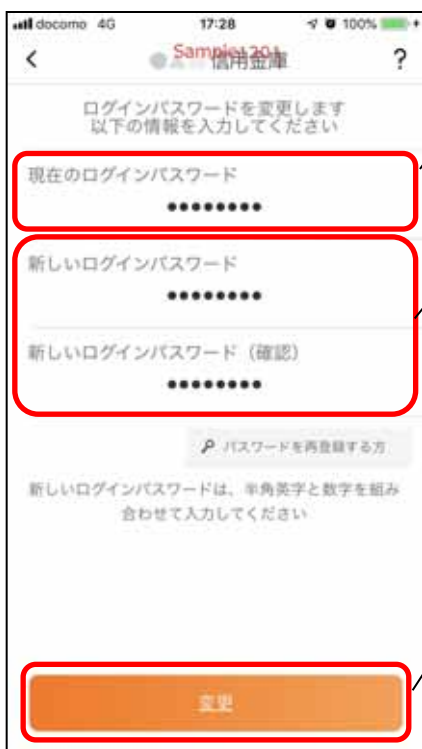 docomo 4G 17:28 100%
信用金庫
?
ログインパスワードを変更します
以下の情報を入力してください
現在のログインパスワード
●●●●●●●●
新しいログインパスワード
●●●●●●●●
新しいログインパスワード（確認）
●●●●●●●●
パスワードを再登録する方
新しいログインパスワードは、半角英字と数字を組み
合わせて入力してください
変更